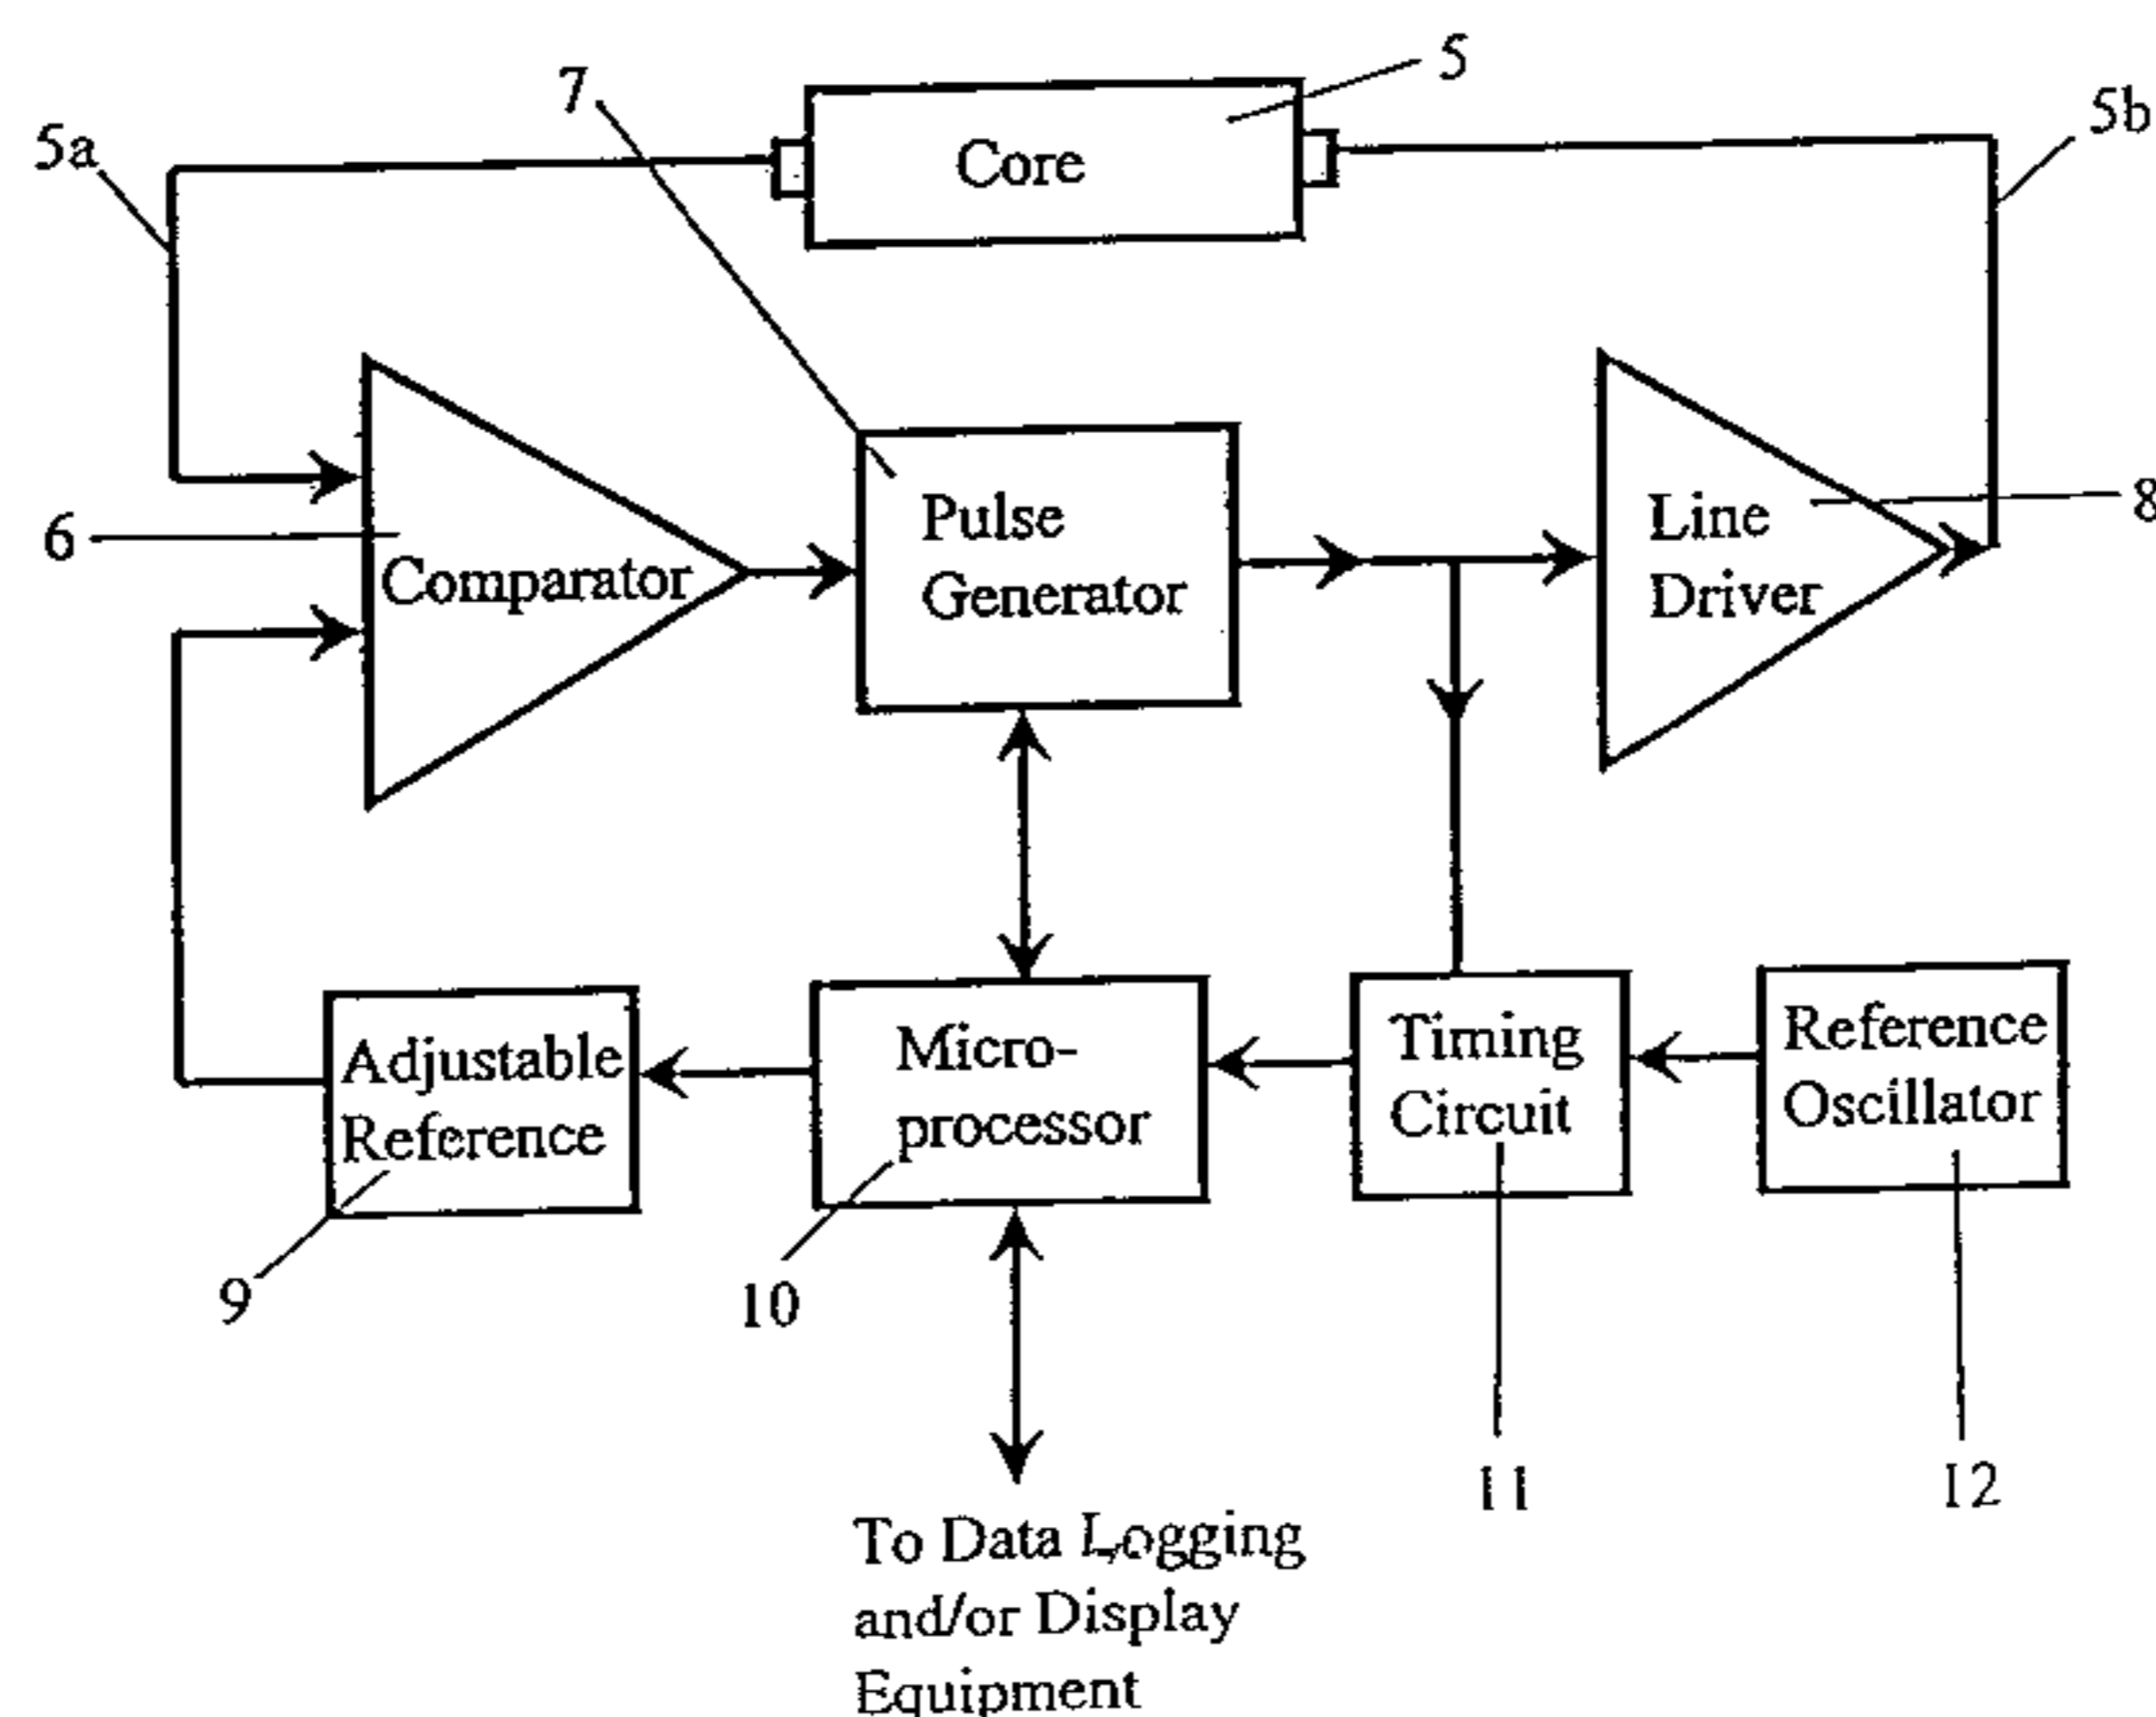 5
7
5b
5a
Core
Pulse
Generator
Line
Driver
8
6
Comparator
Adjustable
Reference
Micro-
processor
Timing
Circuit
Reference
Oscillator
9
10
11
12
To Data Logging
and/or Display
Equipment